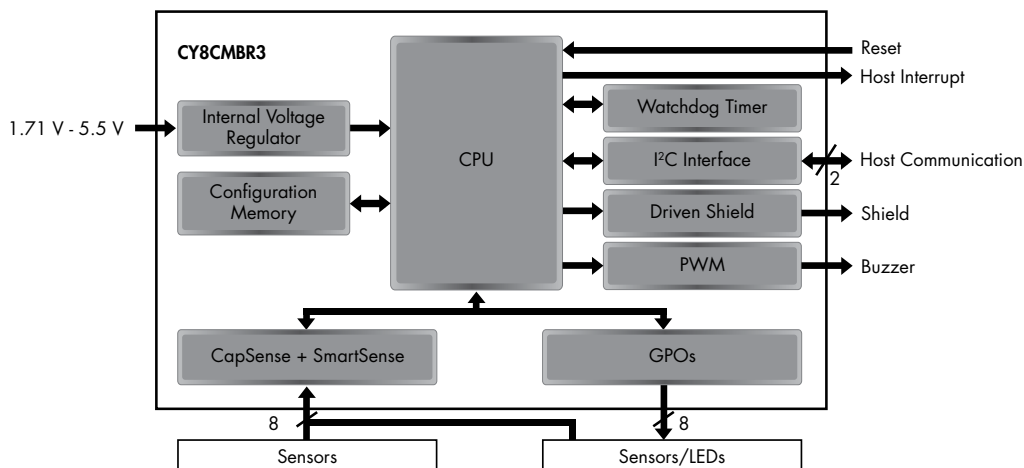 CY8CMBR3
Reset
Host Interrupt
1.71 V - 5.5 V
Internal Voltage
Regulator
CPU
Watchdog Timer
I²C Interface
Host Communication
2
Configuration
Memory
Driven Shield
Shield
PWM
Buzzer
CapSense + SmartSense
GPOs
8
8
Sensors
Sensors/LEDs